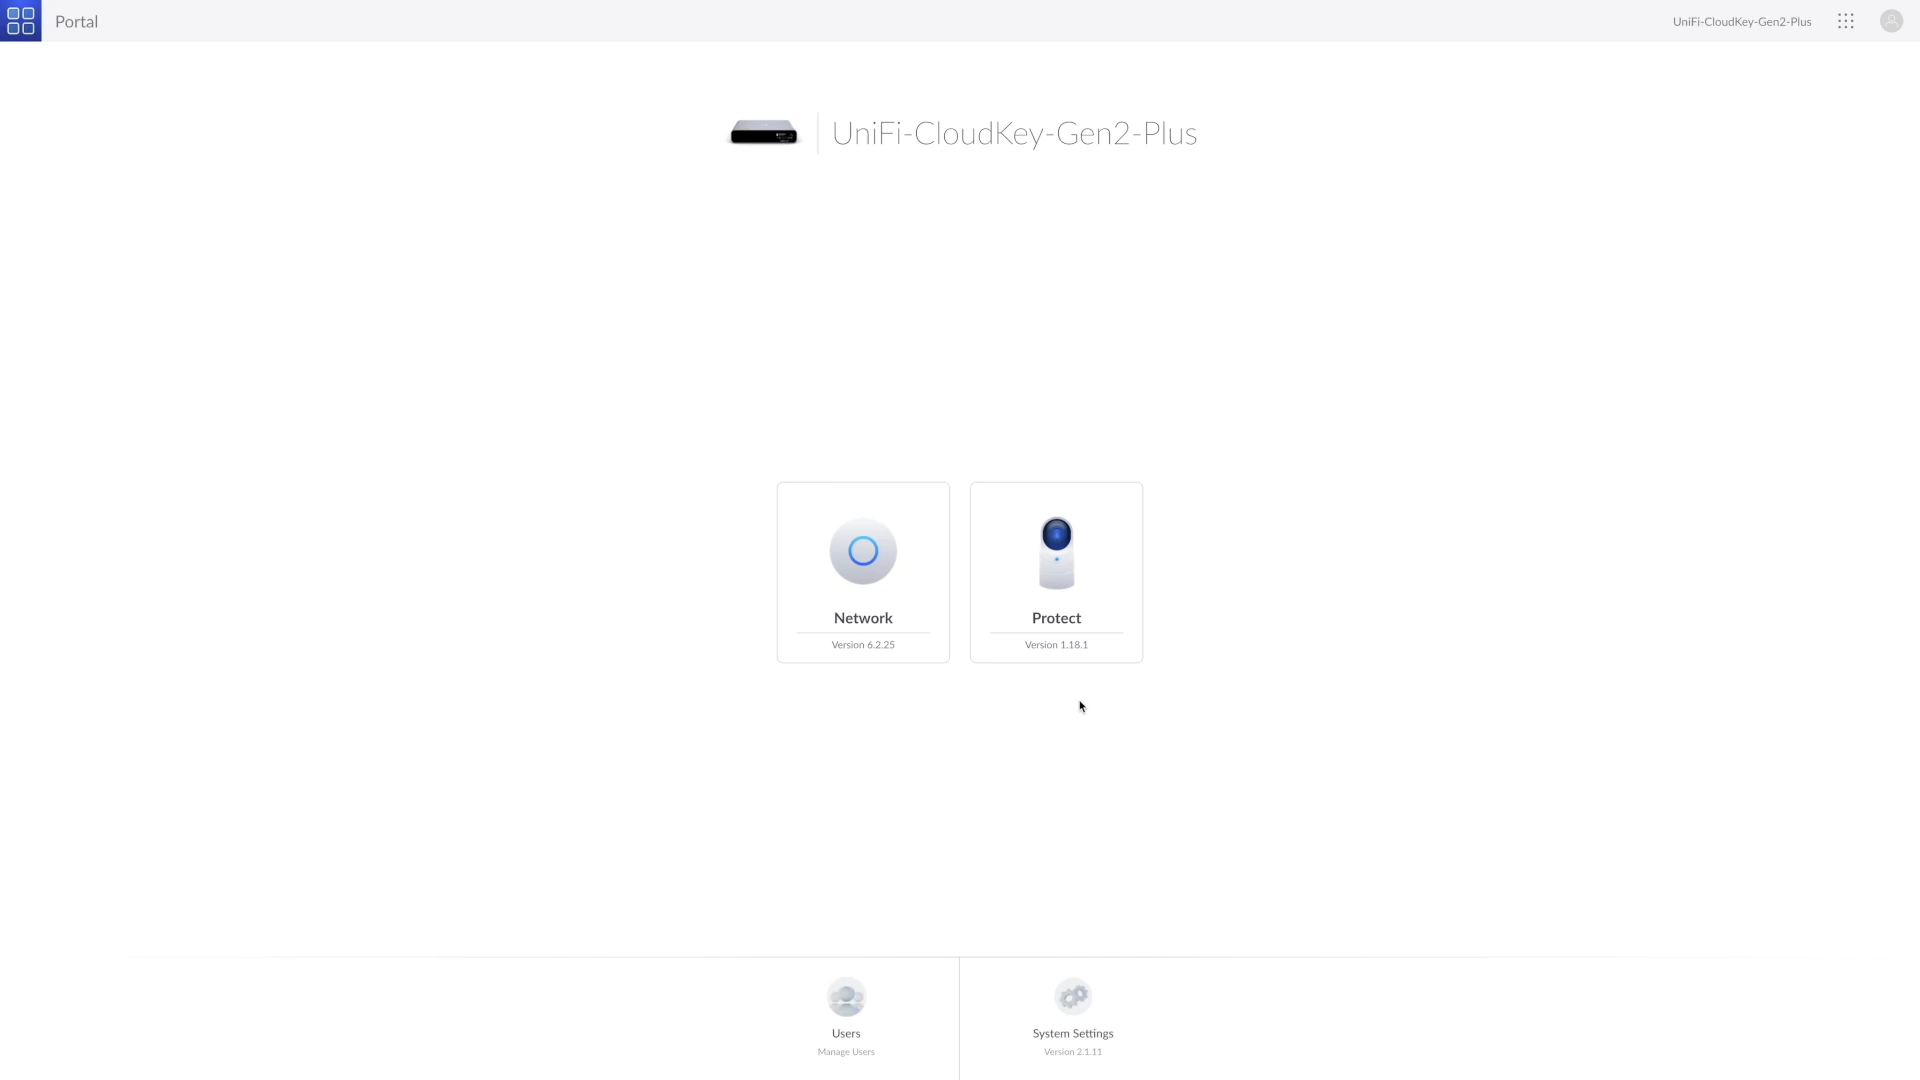 Portal
UniFi-CloudKey-Gen2-Plus
UniFi-CloudKey-Gen2-Plus
Network
Version 6.2.25
Protect
Version 1.18.1
Users
Manage Users
System Settings
Version 2.1.11